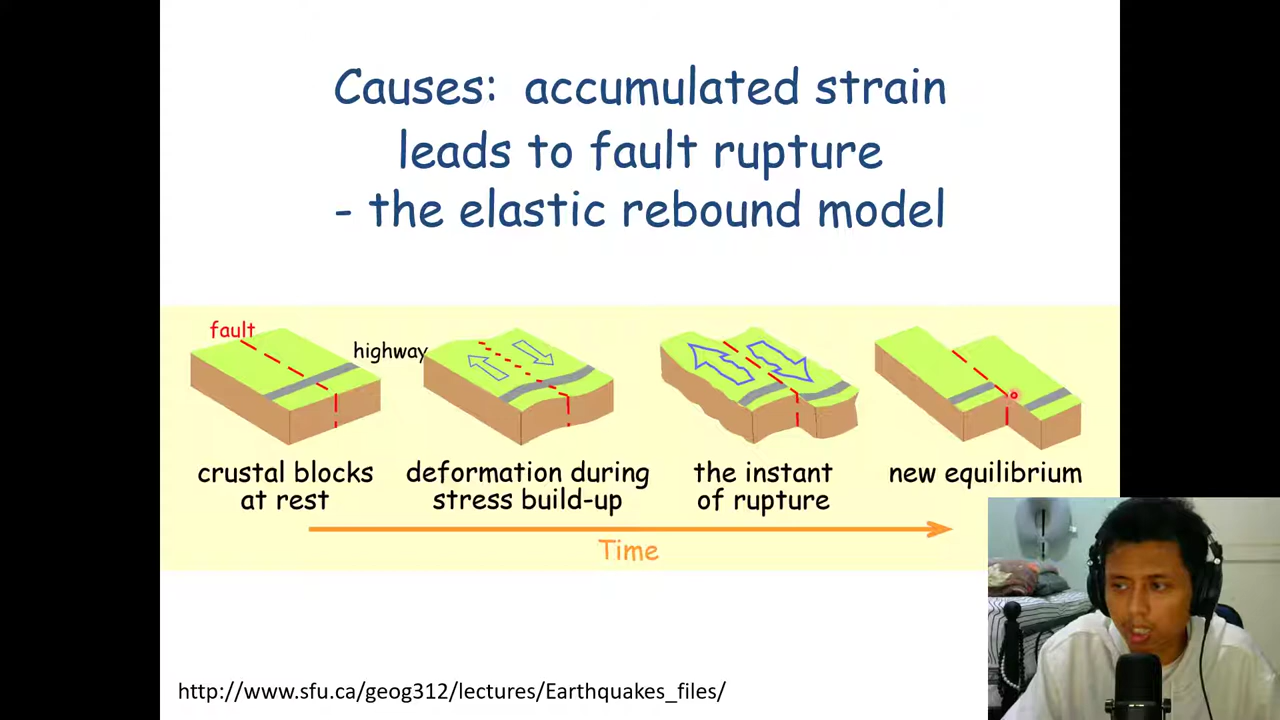 Causes: accumulated strain
leads to fault rupture
- the elastic rebound model
fault
highway
crustal blocks
at rest
deformation during
stress build-up
the instant
of rupture
new equilibrium
Time
http://www.sfu.ca/geog312/lectures/Earthquakes_files/